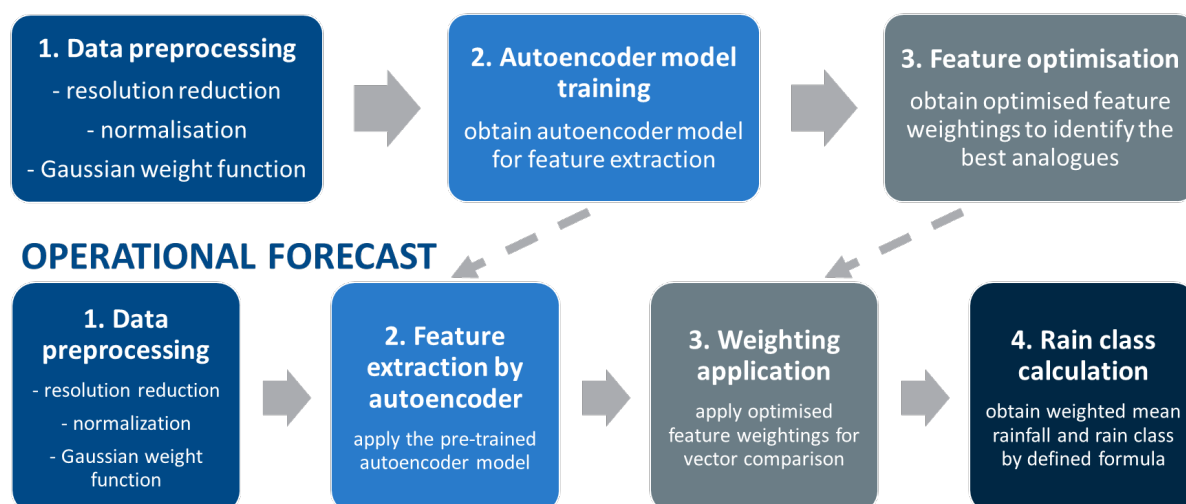 1. Data preprocessing
- resolution reduction
- normalisation
- Gaussian weight function
2. Autoencoder model
training
obtain autoencoder model
for feature extraction
3. Feature optimisation
obtain optimised feature
weightings to identify the
best analogues
OPERATIONAL FORECAST
1. Data
preprocessing
- resolution reduction
- normalization
- Gaussian weight
function
2. Feature
extraction by
autoencoder
apply the pre-trained
autoencoder model
3. Weighting
application
apply optimised
feature weightings for
vector comparison
4. Rain class
calculation
obtain weighted mean
rainfall and rain class
by defined formula